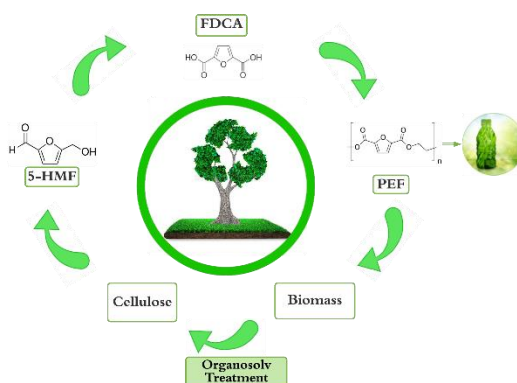 FDCA
HO
O
O
OH
O
H
O
O
OH
5-HMF
O
O
O
O
O
n
PEF
Cellulose
Biomass
Organosolv
Treatment